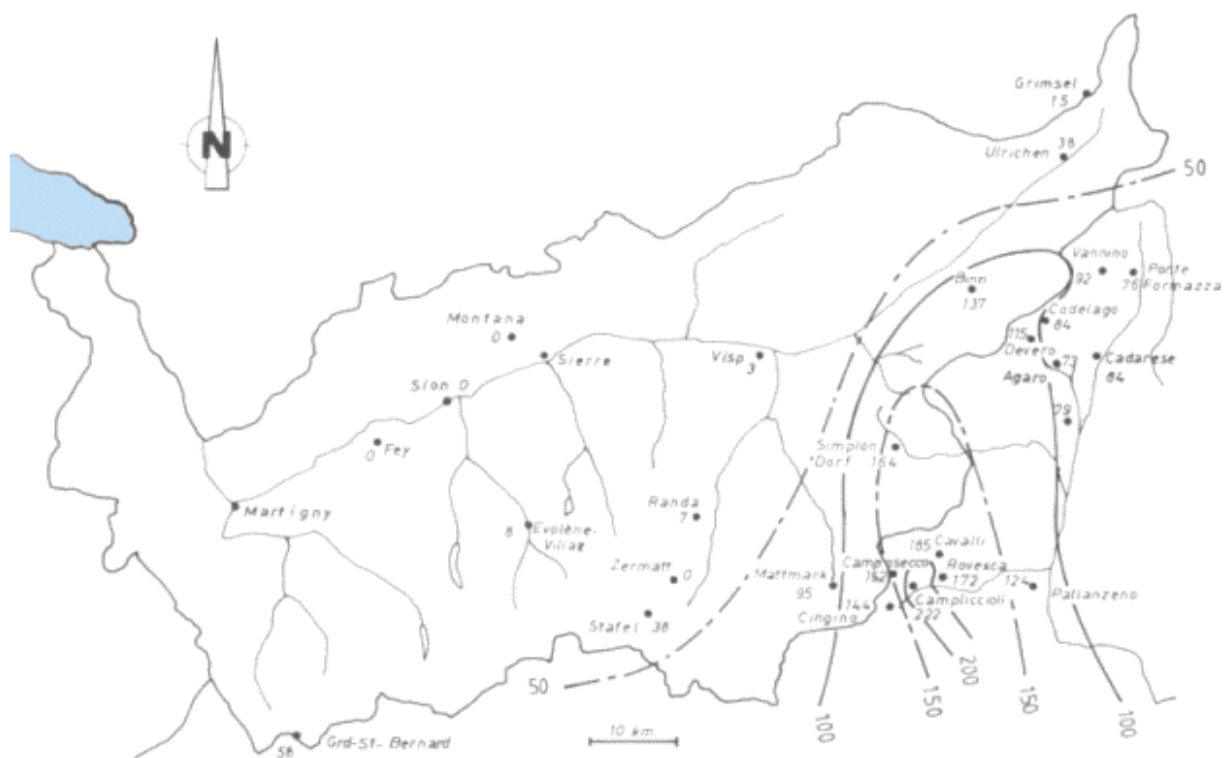 N
Grimsel
15
Ulrichen 38
50
Vannino
92
76 Ponte
Formazza
Binn
137
Codelago
84
115
Devero
73
Agaro
Cadarese
84
79
Montana
0
Sierre
Visp
3
Sion 0
0 Fey
Simplon
Dorf 164
Martigny
Randa
7
8 Evolène-
Villag
Zermatt 0
Stafel 38
Mattmark
95
185 Cavalli
Camposecco
152
Rovesca
172
124
Pallanzeno
144
Cingino
Campliccioli
222
50
100
150
200
150
100
10 km
Grd-St-Bernard
58